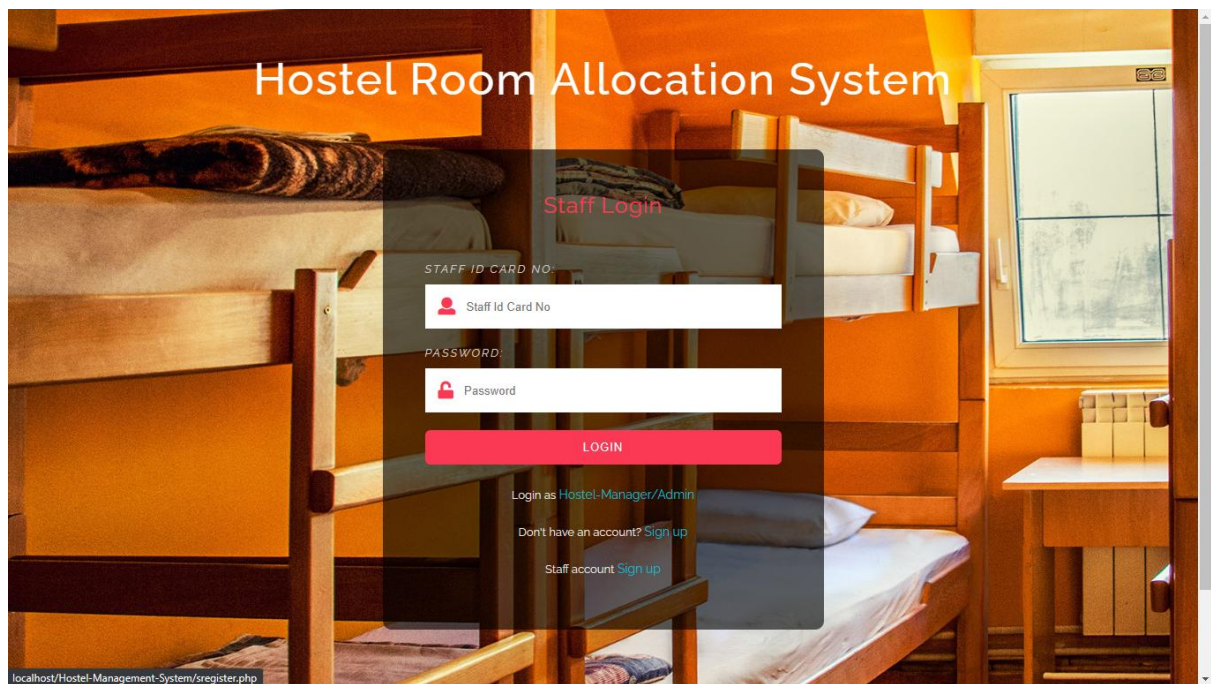 Hostel Room Allocation System
Staff Login
STAFF ID CARD NO:
Staff Id Card No
PASSWORD:
Password
LOGIN
Login as Hostel-Manager/Admin
Don't have an account? Sign up
Staff account Sign up
localhost/Hostel-Management-System/sregister.php